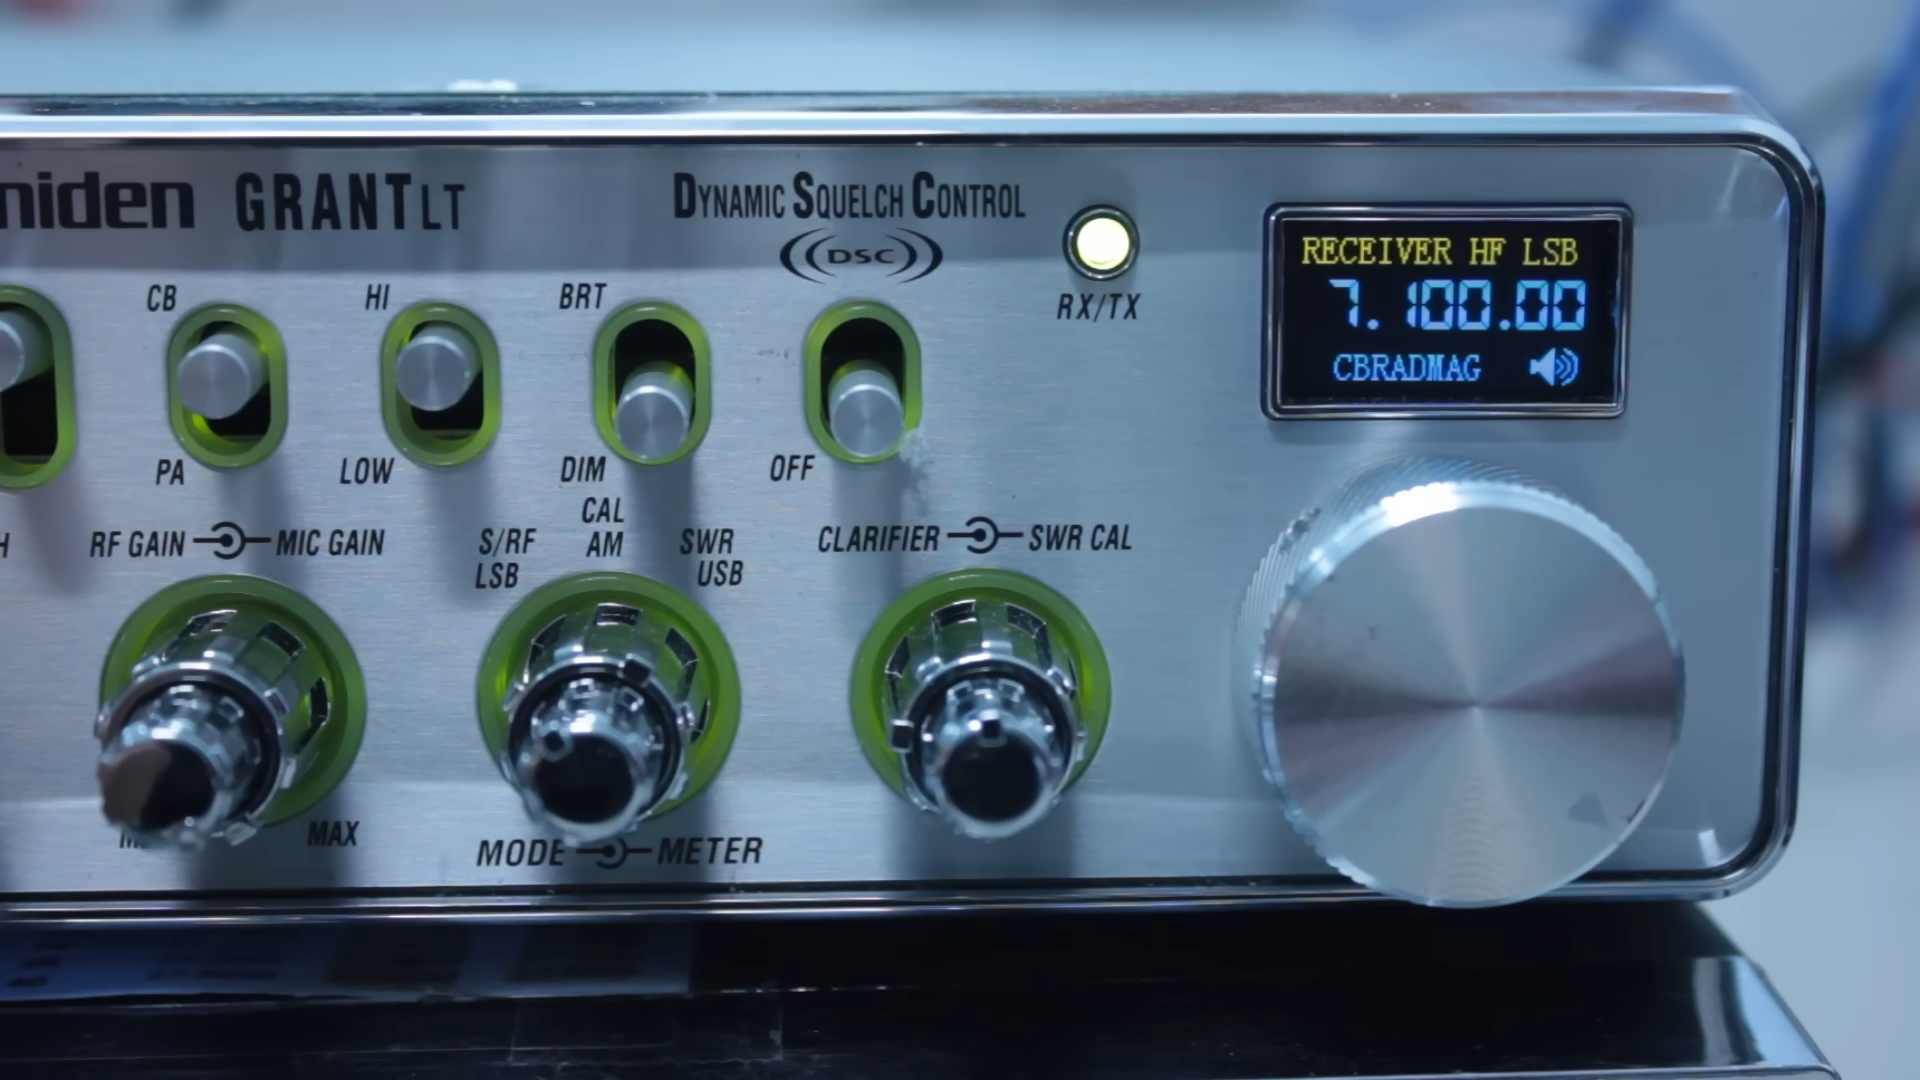 niden GRANT LT
DYNAMIC SQUELCH CONTROL
DSC
RX/TX
RECEIVER HF LSB
7.100.00
CBRADMAG
CB
HI
BRT
PA
LOW
DIM
OFF
H
RF GAIN
MIC GAIN
S/RF
LSB
CAL
AM
SWR
USB
CLARIFIER
SWR CAL
MAX
MODE
METER